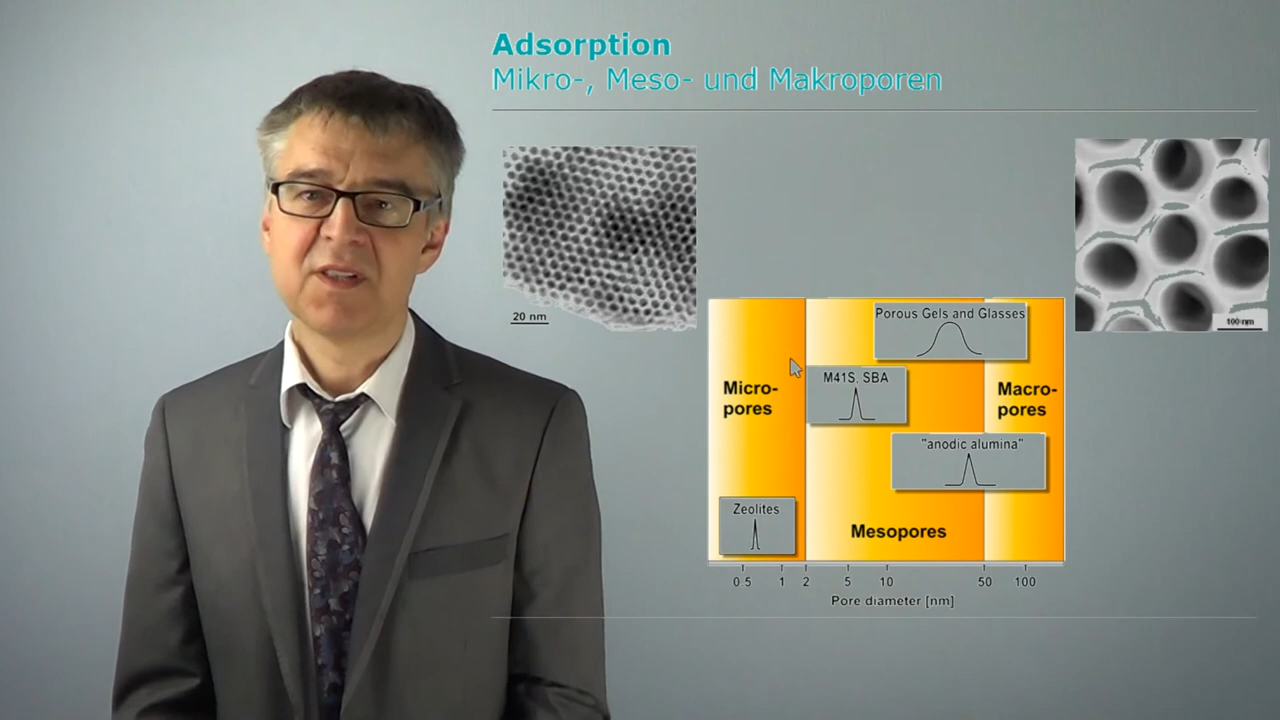 Adsorption
Mikro-, Meso- und Makroporen
20 nm
100 nm
Porous Gels and Glasses
M41S, SBA
Micro-
pores
Macro-
pores
"anodic alumina"
Zeolites
Mesopores
0.5 1 2 5 10 50 100
Pore diameter [nm]